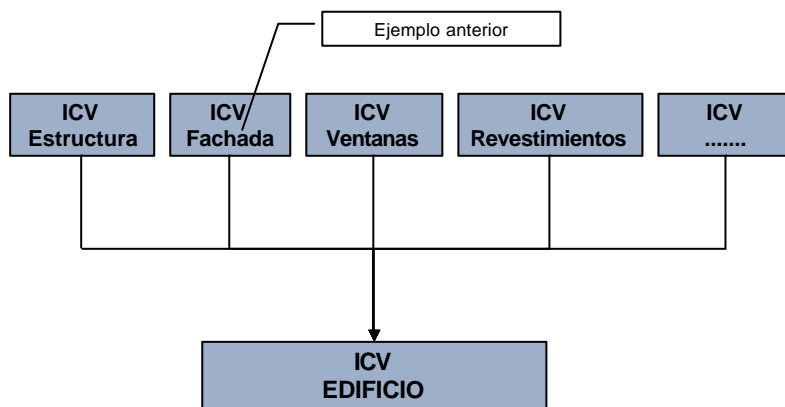 Ejemplo anterior
ICV
Estructura
ICV
Fachada
ICV
Ventanas
ICV
Revestimientos
ICV
.......
ICV
EDIFICIO